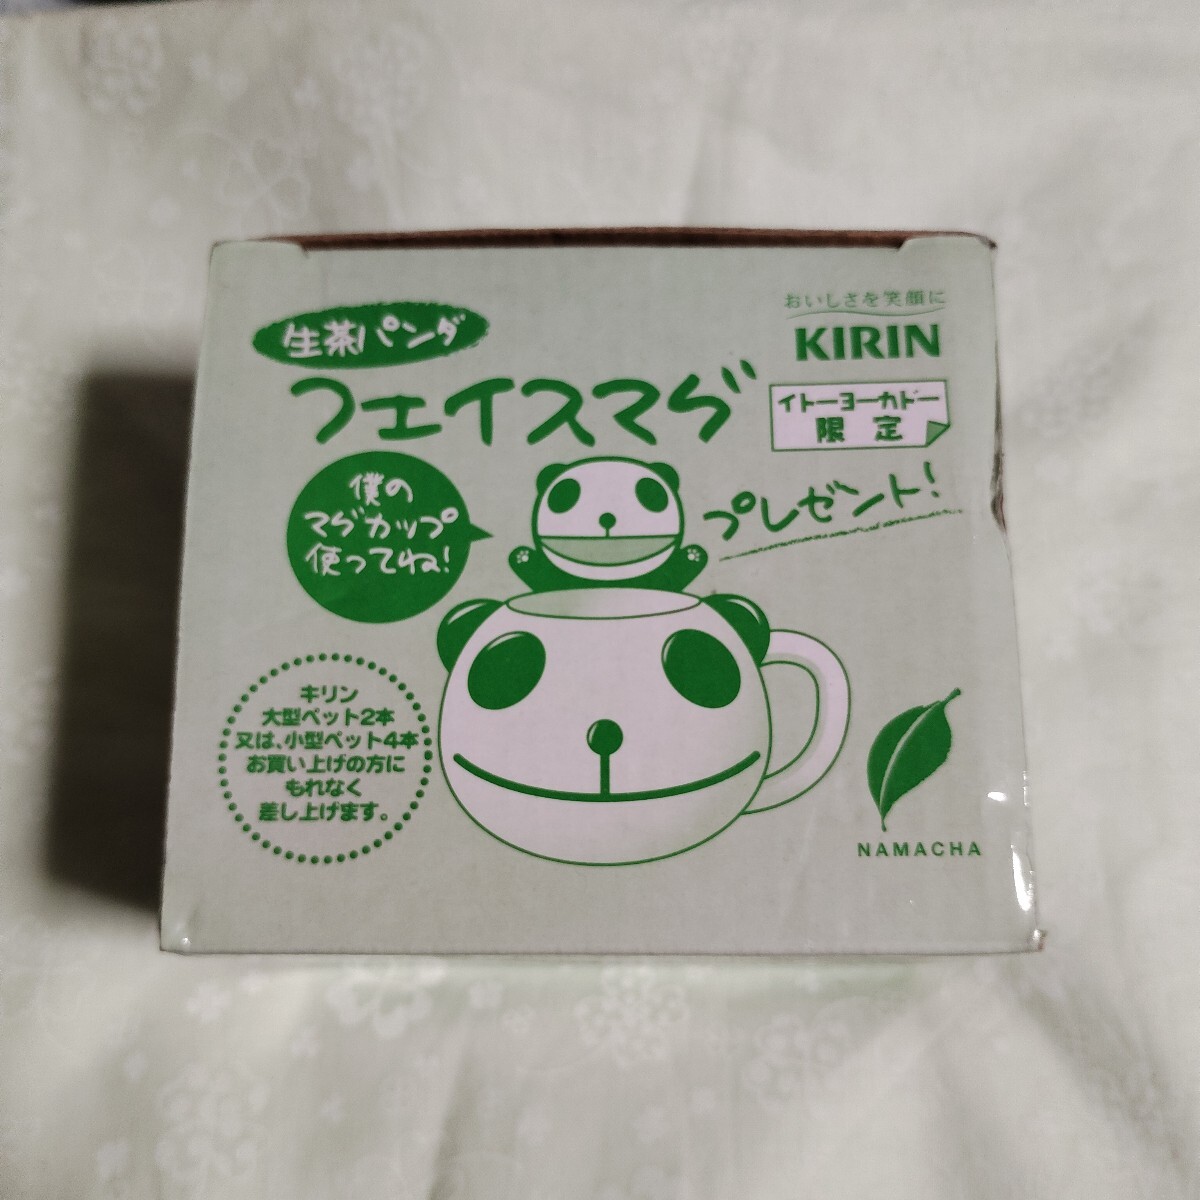 生茶パンダ
おいしさを笑顔に
KIRIN
フェイスマグ
イトーヨーカドー
限定
プレゼント!
僕の
マグカップ
使ってね!
キリン
大型ペット2本
又は、小型ペット4本
お買い上げの方に
もれなく
差し上げます。
NAMACHA